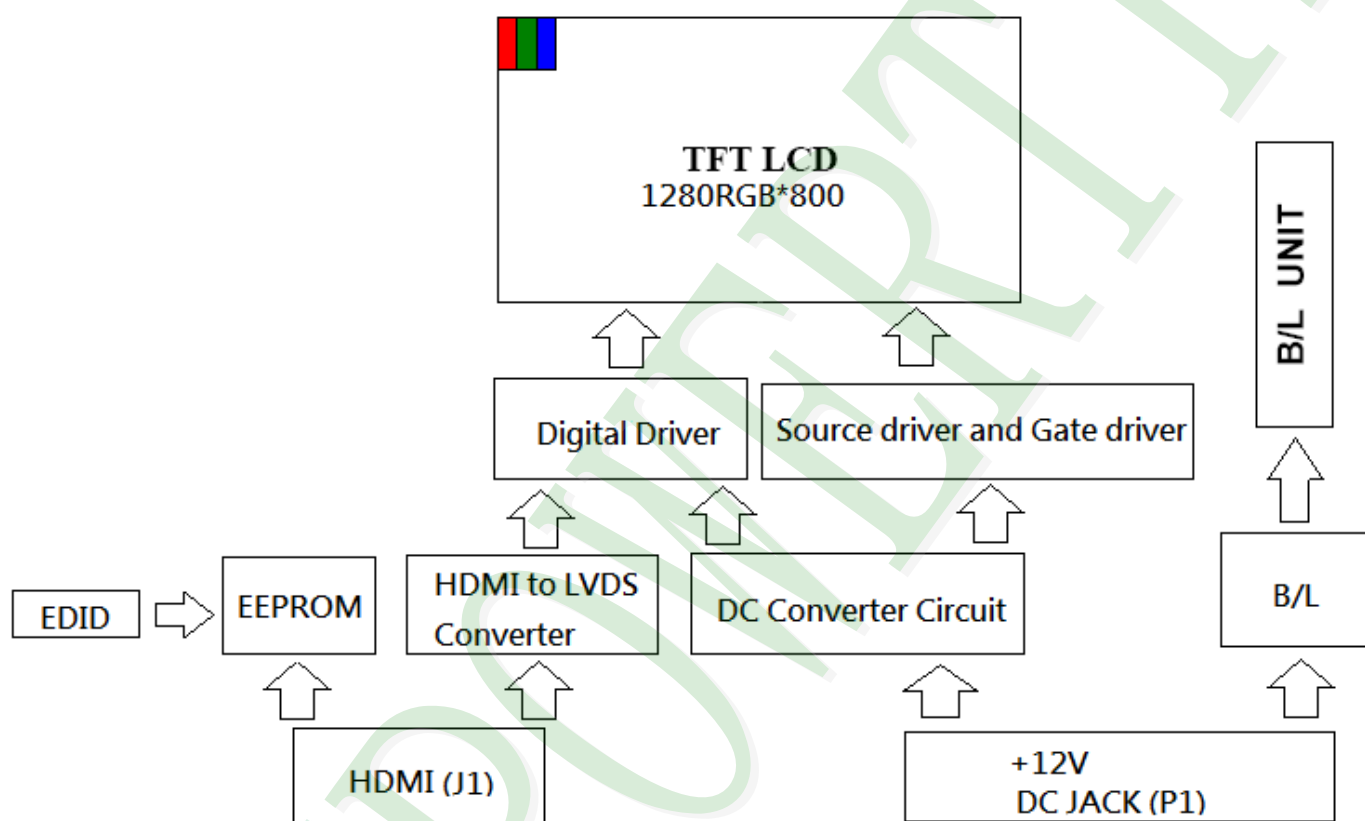 TFT LCD
1280RGB*800
B/L UNIT
Digital Driver
Source driver and Gate driver
EDID
EEPROM
HDMI to LVDS
Converter
DC Converter Circuit
B/L
HDMI (J1)
+12V
DC JACK (P1)